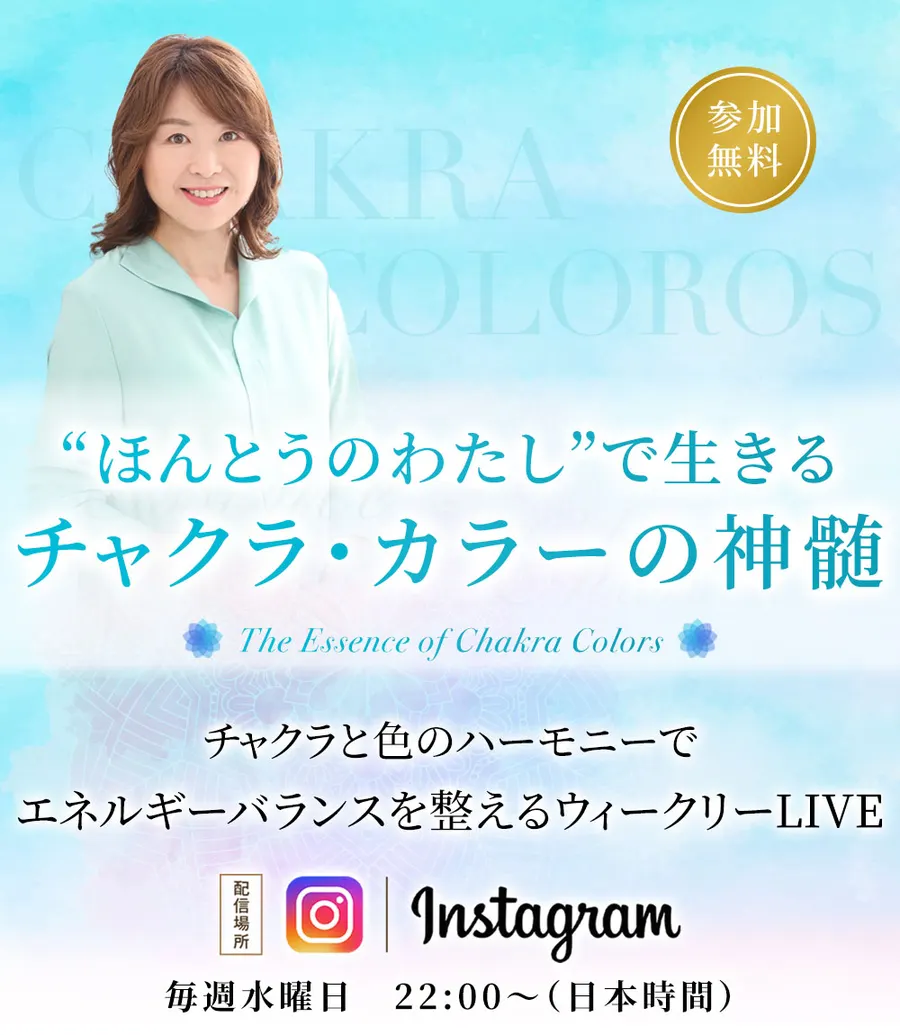 参加
無料
CHAKRA
COLOROS
“ほんとうのわたし”で生きる
チャクラ・カラーの神髄
The Essence of Chakra Colors
チャクラと色のハーモニーで
エネルギーバランスを整えるウィークリーLIVE
配信場所
Instagram
毎週水曜日 22:00～(日本時間)